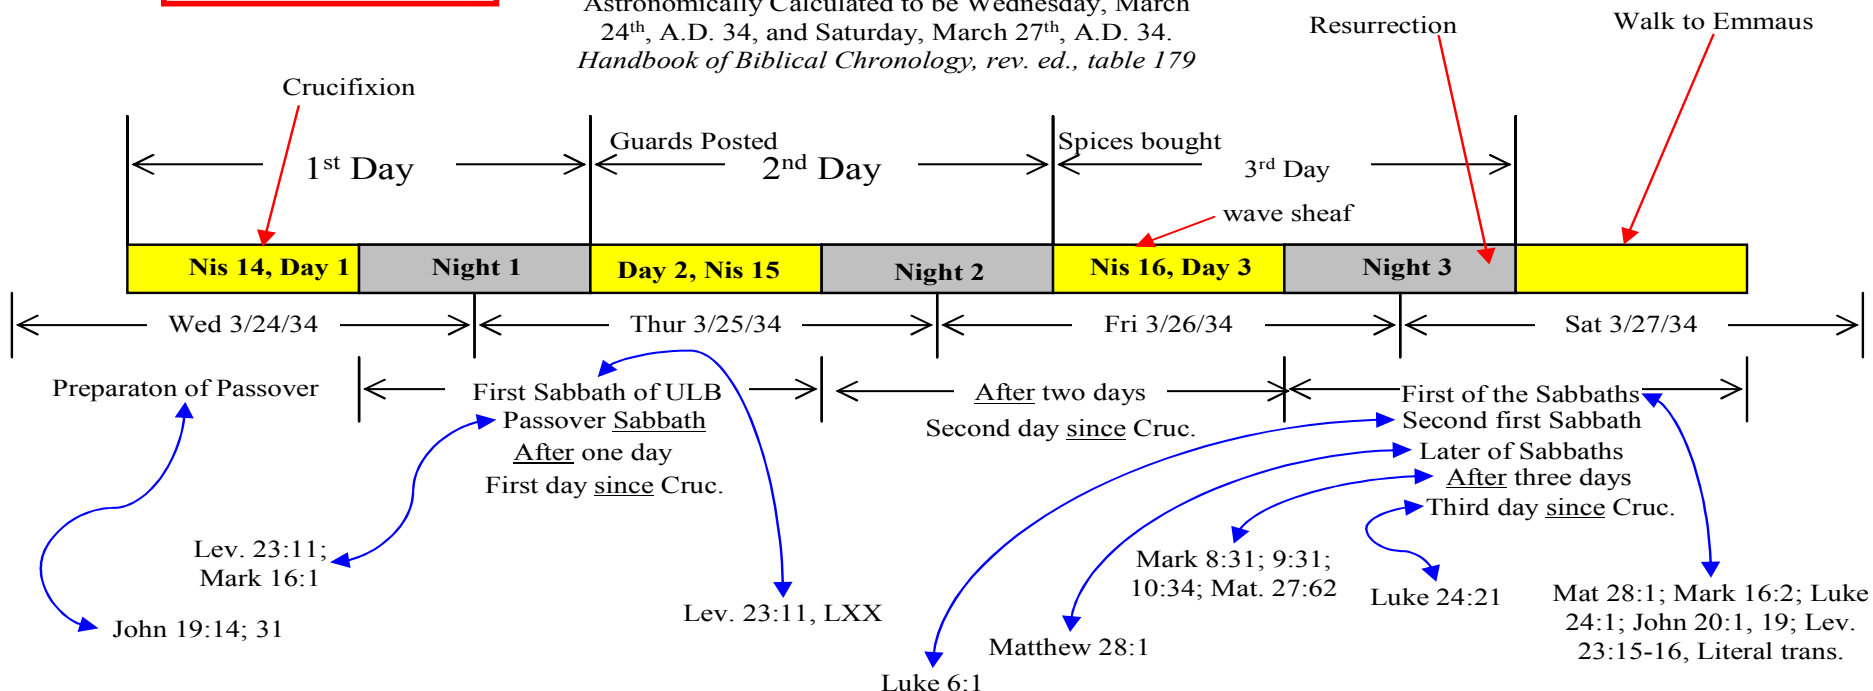 Astronomically Calculated to be Wednesday, March
24th, A.D. 34, and Saturday, March 27th, A.D. 34.
Handbook of Biblical Chronology, rev. ed., table 179
Resurrection
Walk to Emmaus
Crucifixion
Guards Posted
Spices bought
1st Day
2nd Day
3rd Day
wave sheaf
Nis 14, Day 1
Night 1
Day 2, Nis 15
Night 2
Nis 16, Day 3
Night 3
Wed 3/24/34
Thur 3/25/34
Fri 3/26/34
Sat 3/27/34
Preparaton of Passover
First Sabbath of ULB
Passover Sabbath
After one day
First day since Cruc.
After two days
Second day since Cruc.
First of the Sabbaths
Second first Sabbath
Later of Sabbaths
After three days
Third day since Cruc.
Lev. 23:11;
Mark 16:1
John 19:14; 31
Lev. 23:11, LXX
Mark 8:31; 9:31;
10:34; Mat. 27:62
Luke 24:21
Mat 28:1; Mark 16:2; Luke
24:1; John 20:1, 19; Lev.
23:15-16, Literal trans.
Matthew 28:1
Luke 6:1